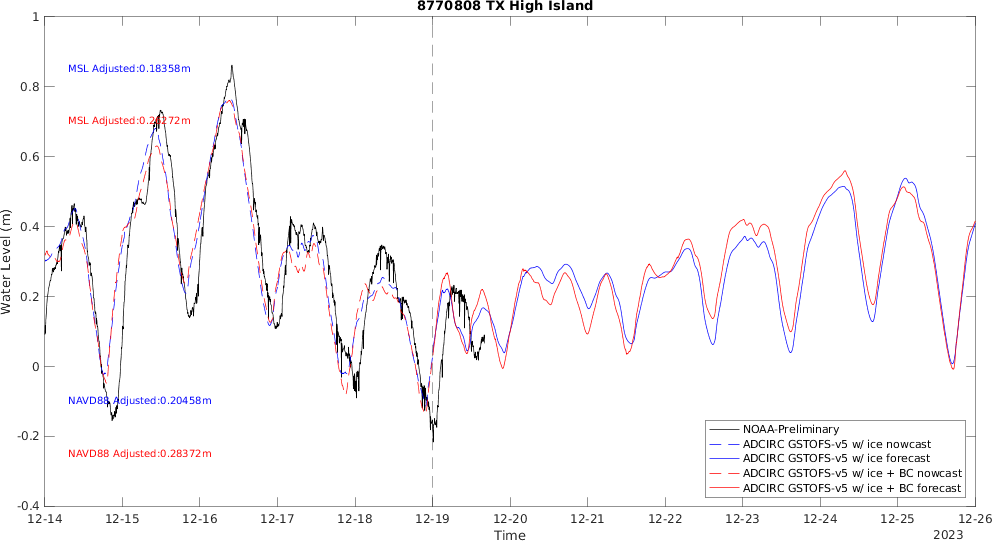 8770808 TX High Island
1
0.8
0.6
0.4
0.2
0
-0.2
-0.4
Water Level (m)
MSL Adjusted:0.18358m
MSL Adjusted:0.26272m
NAVD88 Adjusted:0.20458m
NAVD88 Adjusted:0.28372m
NOAA-Preliminary
ADCIRC GSTOFS-v5 w/ ice nowcast
ADCIRC GSTOFS-v5 w/ ice forecast
ADCIRC GSTOFS-v5 w/ ice + BC nowcast
ADCIRC GSTOFS-v5 w/ ice + BC forecast
12-14 12-15 12-16 12-17 12-18 12-19 12-20 12-21 12-22 12-23 12-24 12-25 12-26
Time
2023